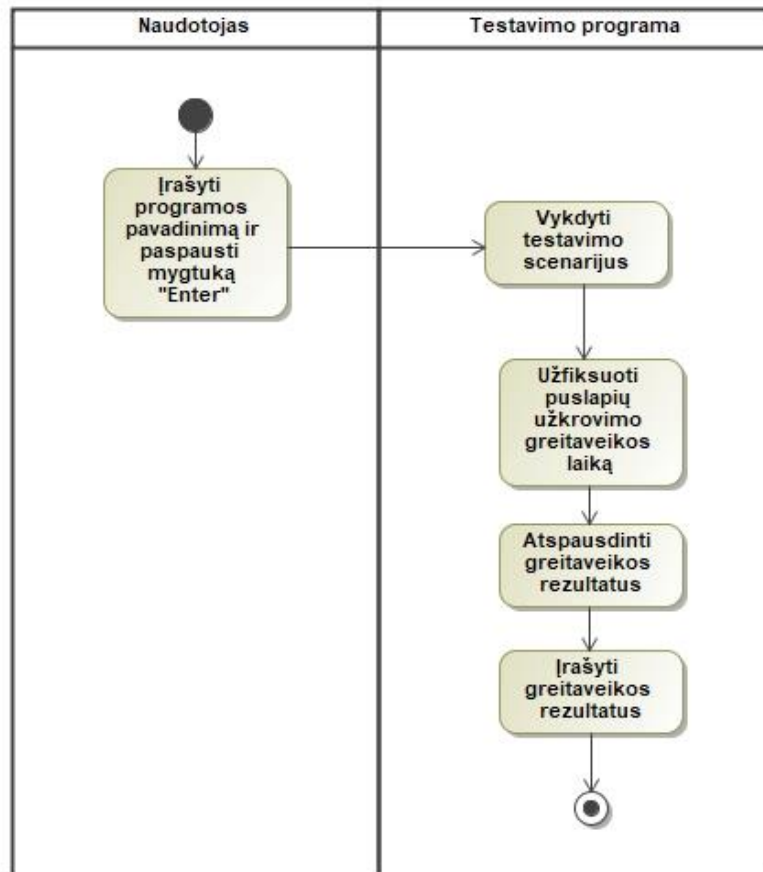 Naudotojas
Testavimo programa
Įrašyti
programos
pavadinimą ir
paspausti
mygtuką
"Enter"
Vykdyti
testavimo
scenarijus
Užfiksuoti
puslapių
užkrovimo
greitaveikos
laiką
Atspausdinti
greitaveikos
rezultatus
Įrašyti
greitaveikos
rezultatus